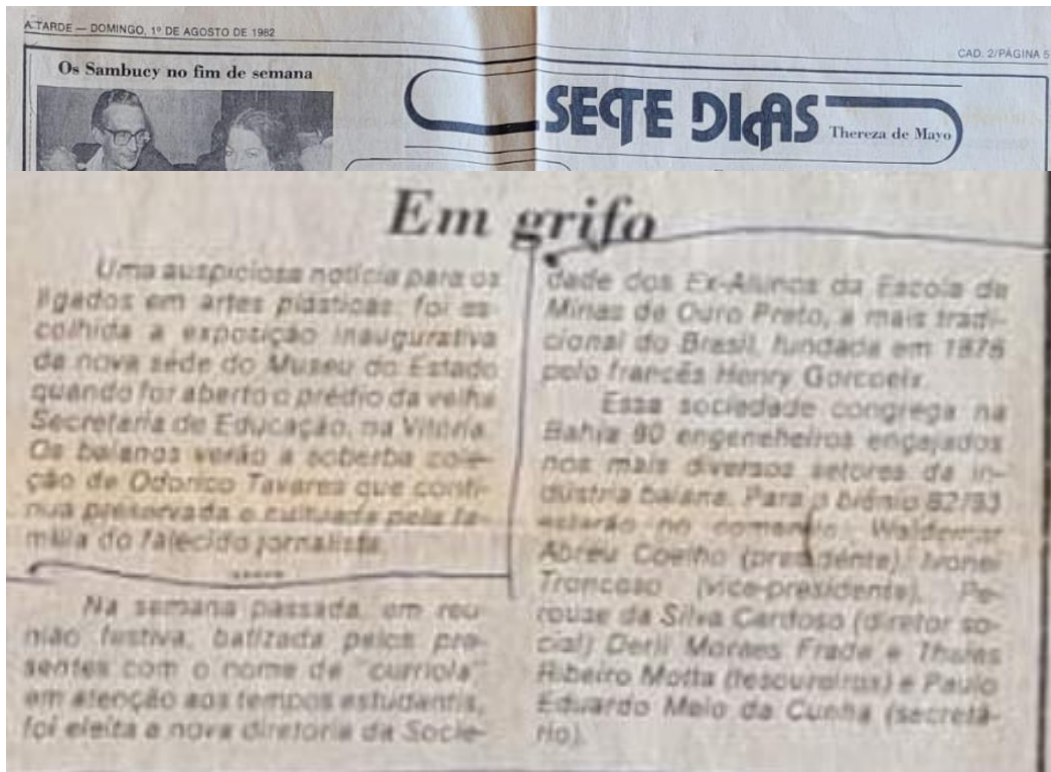 A TARDE — DOMINGO, 1º DE AGOSTO DE 1982
CAD. 2/PÁGINA 5
Os Sambucy no fim de semana
SETE DIAS
Thereza de Mayo
Em grifo
Uma auspiciosa notícia para os
ligados em artes plásticas: foi es-
colhida a exposição inaugurativa
da nova sede do Museu do Estado
quando for aberto o prédio da velha
Secretaria de Educação, na Vitória.
Os baianos verão a soberba cole-
ção de Odorico Tavares que conti-
nua preservada e cultuada pela fa-
mília do falecido jornalista.
*****
Na semana passada, em reu-
nião festiva, batizada pelos pre-
sentes com o nome de "curriola",
em atenção aos tempos estudantis,
foi eleita a nova diretoria da Socie-
dade dos Ex-Alunos da Escola de
Minas de Ouro Preto, a mais tradi-
cional do Brasil, fundada em 1876
pelo francês Henry Gorceix.
Essa sociedade congrega na
Bahia 90 engenheiros engajados
nos mais diversos setores da in-
dústria baiana. Para o biênio 82/83
estarão no comando: Waldemar
Abreu Coelho (presidente), Ivonei
Troncoso (vice-presidente), Pe-
rouse da Silva Cardoso (diretor so-
cial) Derli Moraes Frade e Thales
Ribeiro Motta (tesoureiros) e Paulo
Eduardo Melo da Cunha (secretá-
rio).